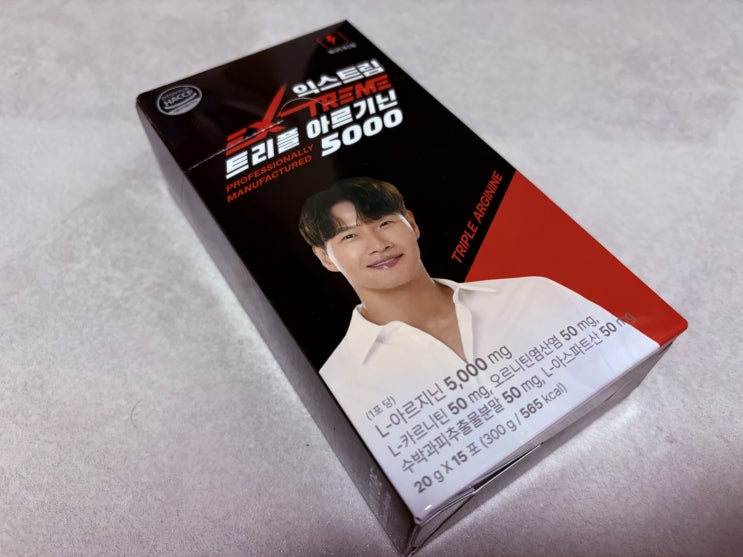 HACCP
익스트림
EXTREME
트리플 아르기닌
5000
PROFESSIONALLY
MANUFACTURED
TRIPLE ARGININE
(1포 당)
L-아르지닌 5,000 mg
L-카르니틴 50 mg, 오르니틴염산염 50 mg,
수박과피추출물분말 50 mg, L-아스파트산 50 mg
20 g X 15 포 (300 g / 565 kcal)